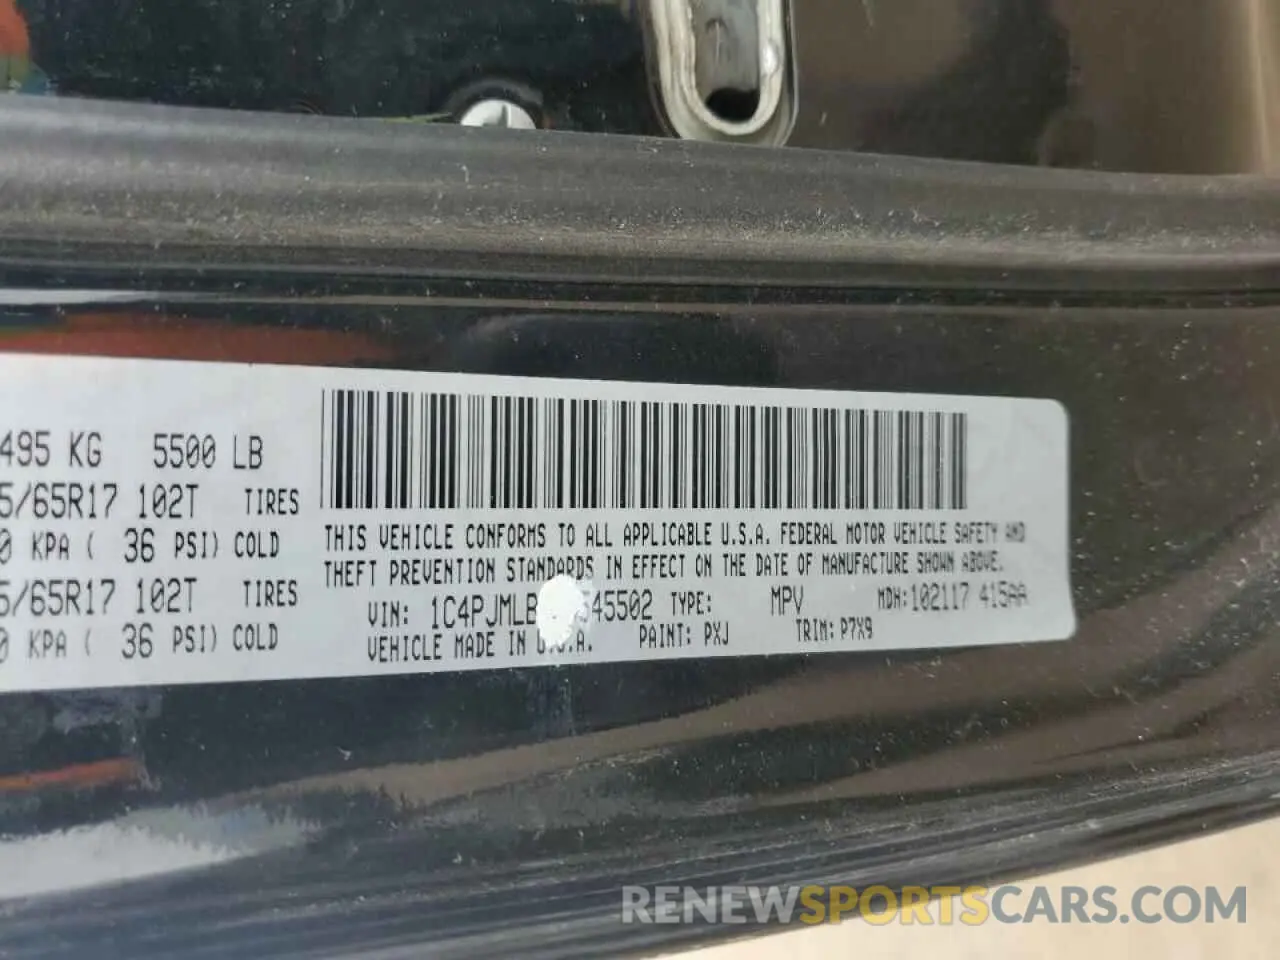 495 KG 5500 LB
5/65R17 102T TIRES
0 KPA ( 36 PSI) COLD
5/65R17 102T TIRES
0 KPA ( 36 PSI) COLD
THIS VEHICLE CONFORMS TO ALL APPLICABLE U.S.A. FEDERAL MOTOR VEHICLE SAFETY AND
THEFT PREVENTION STANDARDS IN EFFECT ON THE DATE OF MANUFACTURE SHOWN ABOVE.
VIN: 1C4PJMLB 545502 TYPE: MPV MDH:102117 415AA
VEHICLE MADE IN U.S.A. PAINT: PXJ TRIM: P7X9
RENEWSPORTSCARS.COM